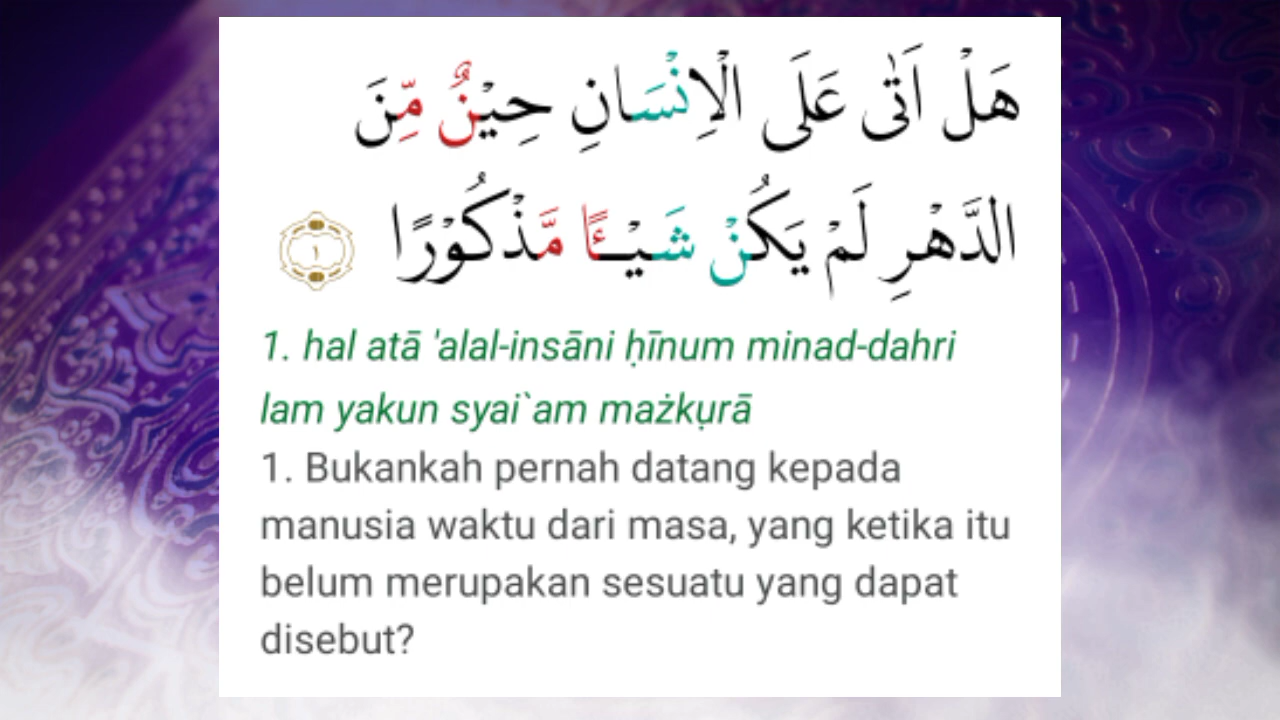 هَلْ اَتٰى عَلَى الْاِنْسَانِ حِيْنٌ مِّنَ
الدَّهْرِ لَمْ يَكُنْ شَيْـًٔا مَّذْكُوْرًا ١
1. hal atā 'alal-insāni ḥīnum minad-dahri
lam yakun syai`am mażkụrā
1. Bukankah pernah datang kepada
manusia waktu dari masa, yang ketika itu
belum merupakan sesuatu yang dapat
disebut?